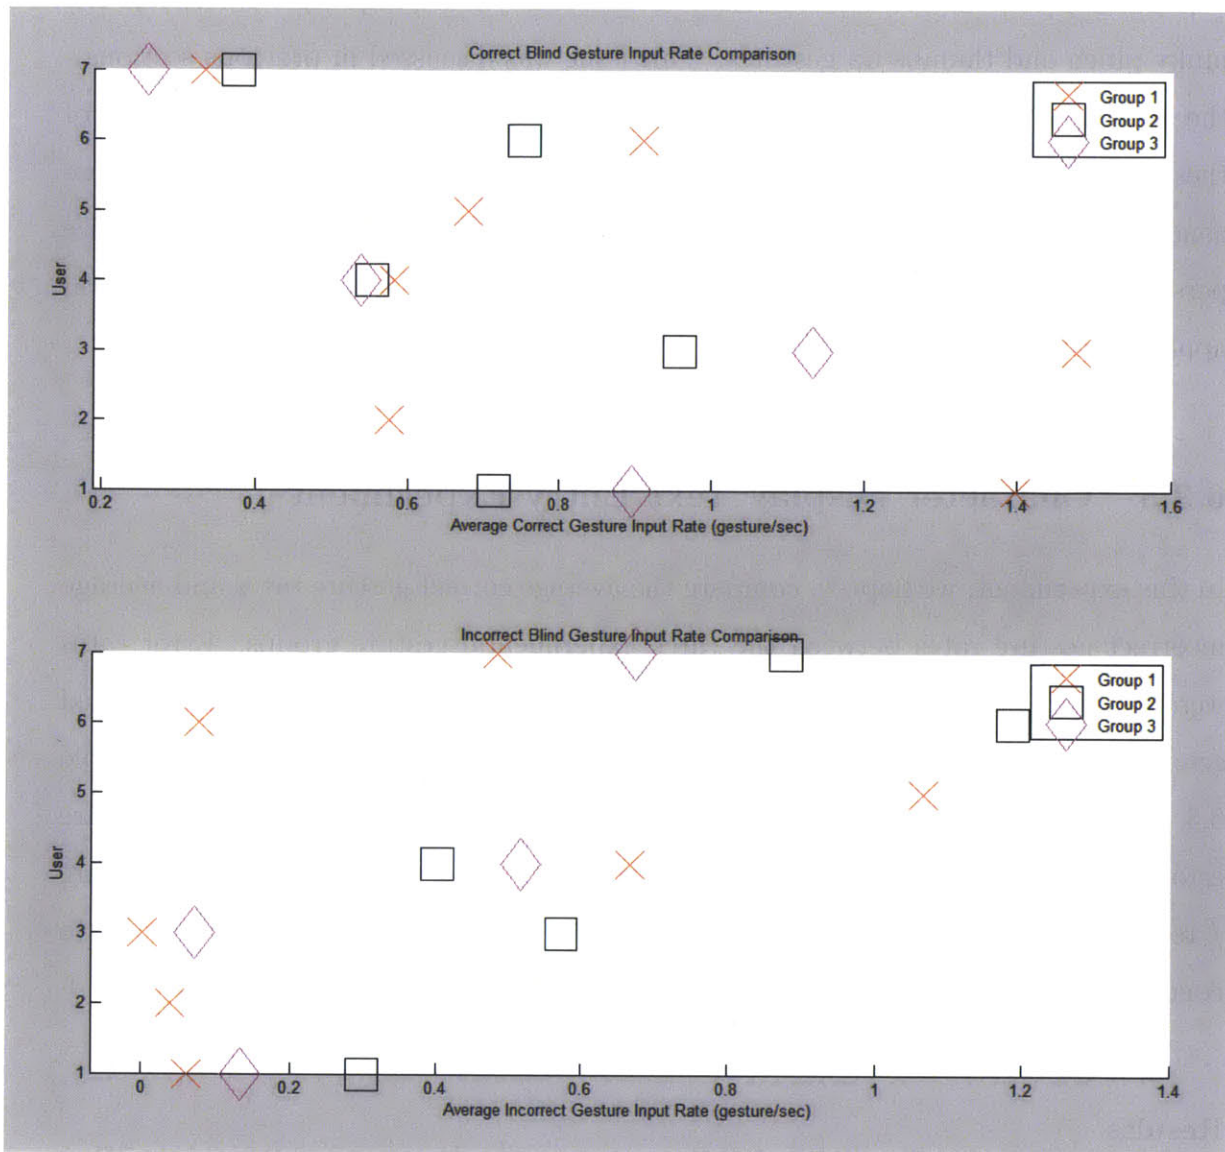 Correct Blind Gesture Input Rate Comparison
7
6
5
4
3
2
1
User
Group 1
Group 2
Group 3
0.2 0.4 0.6 0.8 1 1.2 1.4 1.6
Average Correct Gesture Input Rate (gesture/sec)
Incorrect Blind Gesture Input Rate Comparison
7
6
5
4
3
2
1
User
Group 1
Group 2
Group 3
0 0.2 0.4 0.6 0.8 1 1.2 1.4
Average Incorrect Gesture Input Rate (gesture/sec)